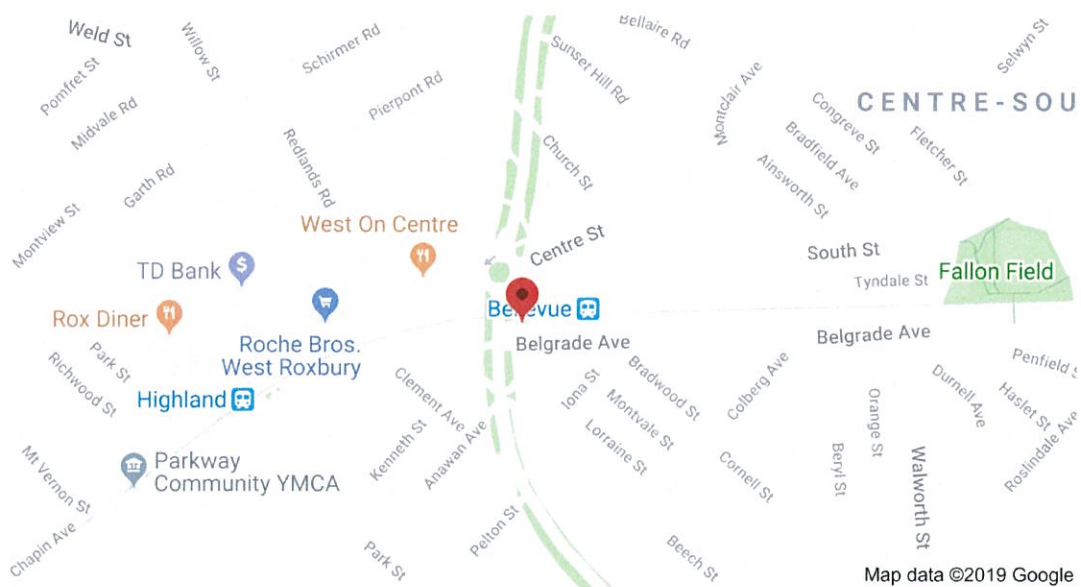 Weld St
Willow St
Schirmer Rd
Bellaire Rd
Selwyn St
Pomfret St
Sunset Hill Rd
Montclair Ave
Midvale Rd
Pierpont Rd
Congreve St
CENTRE-SOU
Bradfield Ave
Fletcher St
Redlands Rd
Church St
Ainsworth St
Garth Rd
Montview St
West On Centre
Centre St
South St
TD Bank
Tyndale St
Fallon Field
Rox Diner
Bellevue
Roche Bros.
West Roxbury
Belgrade Ave
Belgrade Ave
Park St
Richwood St
Highland
Clement Ave
Iona St
Bradwood St
Colberg Ave
Penfield S
Durnell Ave
Haslet St
Montvale St
Orange St
Roslindale Ave
Kenneth St
Anawan Ave
Lorraine St
Parkway
Community YMCA
Mt Vernon St
Cornell St
Beryl St
Walworth St
Chapin Ave
Park St
Pelton St
Beech St
Map data ©2019 Google